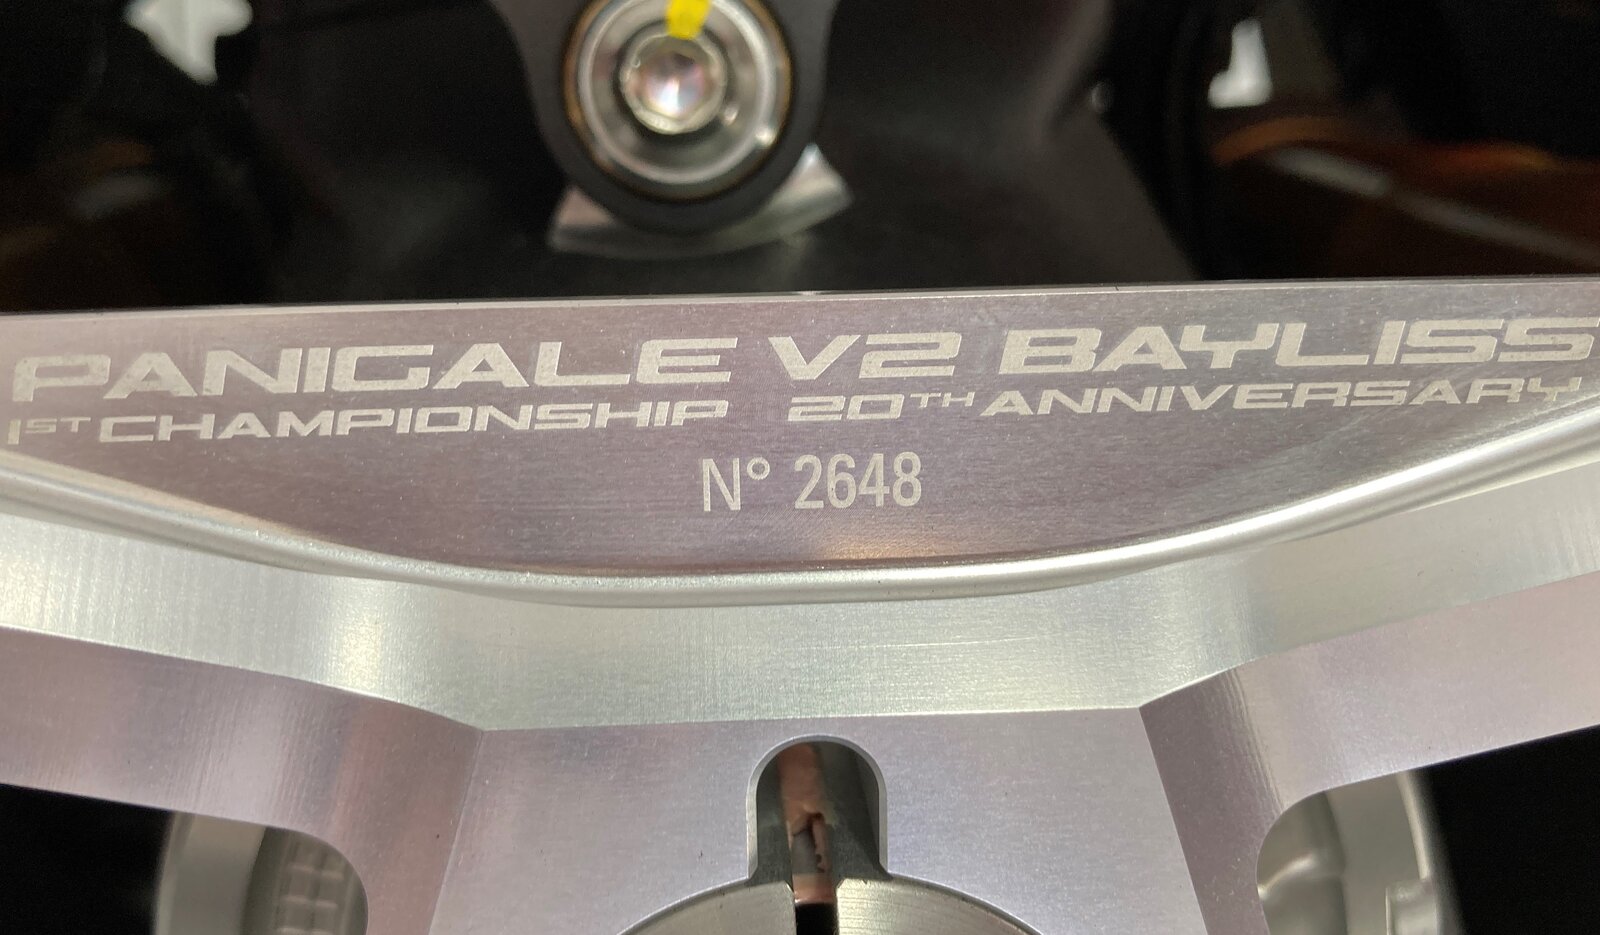 PANIGALE V2 BAYLISS
1ST CHAMPIONSHIP 20TH ANNIVERSARY
N° 2648